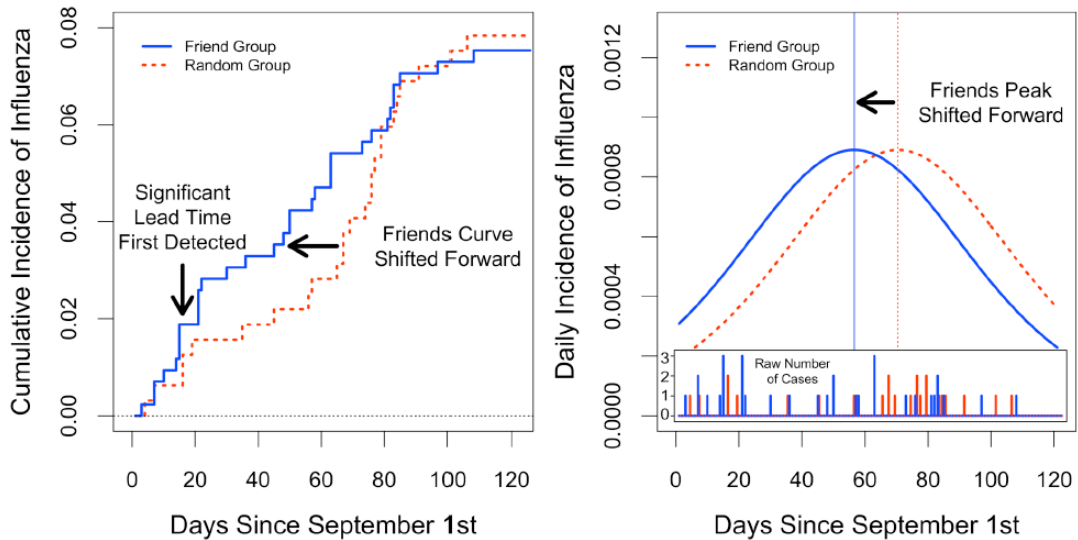 Cumulative Incidence of Influenza
0.08
0.06
0.04
0.02
0.00
Friend Group
Random Group
Significant
Lead Time
First Detected
Friends Curve
Shifted Forward
0 20 40 60 80 100 120
Days Since September 1st
Daily Incidence of Influenza
0.0012
0.0008
0.0004
0.0000
Friend Group
Random Group
Friends Peak
Shifted Forward
3
2
1
0
Raw Number
of Cases
0 20 40 60 80 100 120
Days Since September 1st